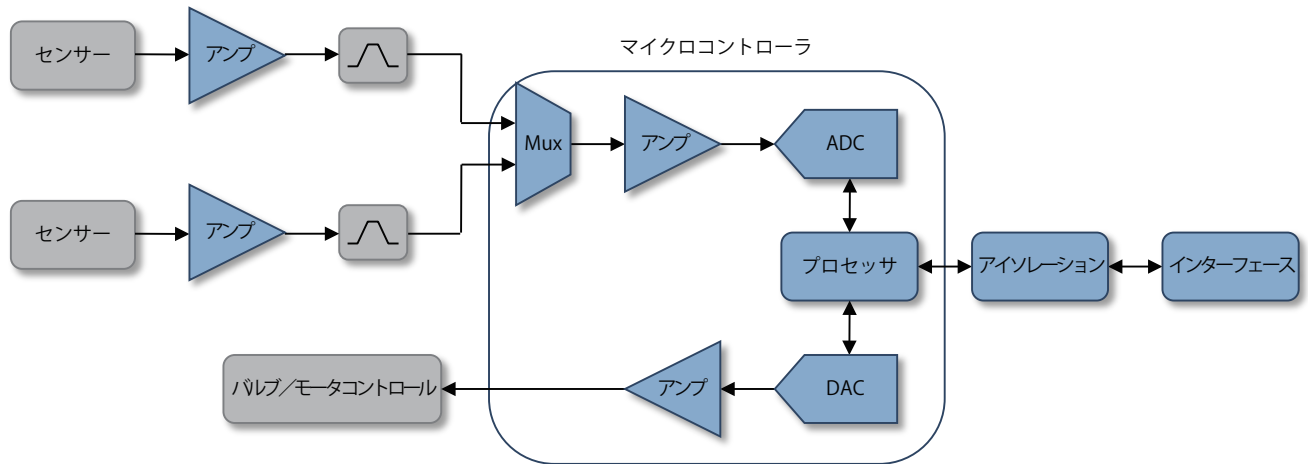 マイクロコントローラ
センサー
アンプ
Mux
アンプ
ADC
センサー
アンプ
プロセッサ
アイソレーション
インターフェース
バルブ／モータコントロール
アンプ
DAC